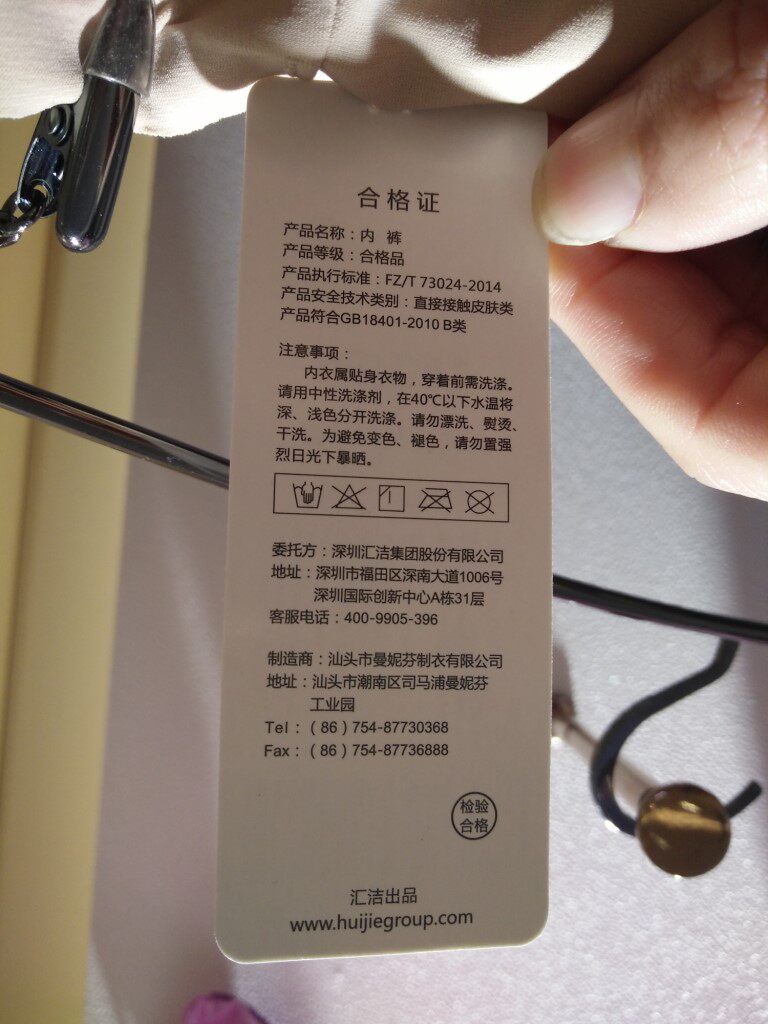 合格证
产品名称：内 裤
产品等级：合格品
产品执行标准：FZ/T 73024-2014
产品安全技术类别：直接接触皮肤类
产品符合GB18401-2010 B类
注意事项：
内衣属贴身衣物，穿着前需洗涤。
请用中性洗涤剂，在40℃以下水温将
深、浅色分开洗涤。请勿漂洗、熨烫、
干洗。为避免变色、褪色，请勿置强
烈日光下暴晒。
委托方：深圳汇洁集团股份有限公司
地址：深圳市福田区深南大道1006号
深圳国际创新中心A栋31层
客服电话：400-9905-396
制造商：汕头市曼妮芬制衣有限公司
地址：汕头市潮南区司马浦曼妮芬
工业园
Tel：（86）754-87730368
Fax：（86）754-87736888
检验
合格
汇洁出品
www.huijiegroup.com